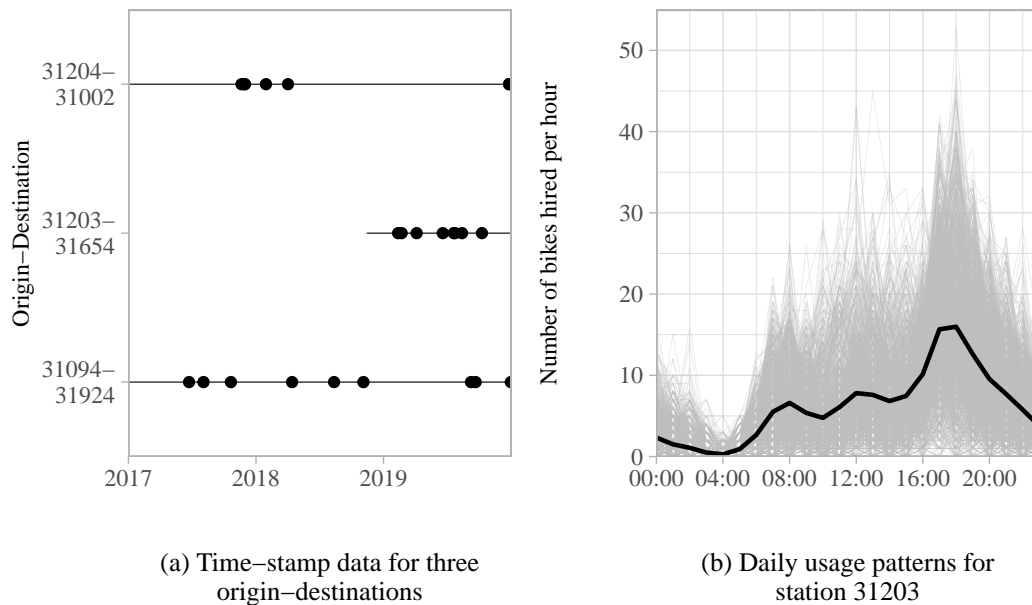 Origin−Destination
31204−
31002
31203−
31654
31094−
31924
2017 2018 2019
(a) Time−stamp data for three
origin−destinations
Number of bikes hired per hour
50
40
30
20
10
0
00:00 04:00 08:00 12:00 16:00 20:00
(b) Daily usage patterns for
station 31203